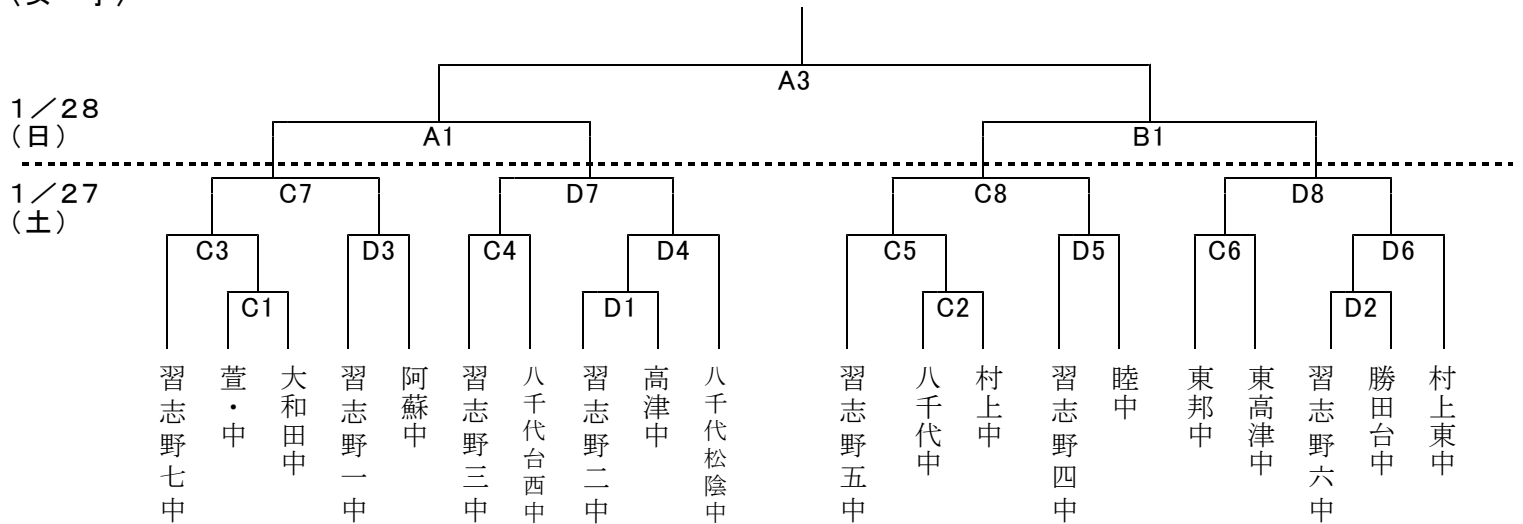 A3
1／28
（日）
A1
B1
1／27
（土）
C7
D7
C8
D8
C3
D3
C4
D4
C5
D5
C6
D6
C1
D1
C2
D2
習志野七中
萱・中
大和田中
習志野一中
阿蘇中
習志野三中
八千代台西中
習志野二中
高津中
八千代松陰中
習志野五中
八千代中
村上中
習志野四中
睦中
東邦中
東高津中
習志野六中
勝田台中
村上東中